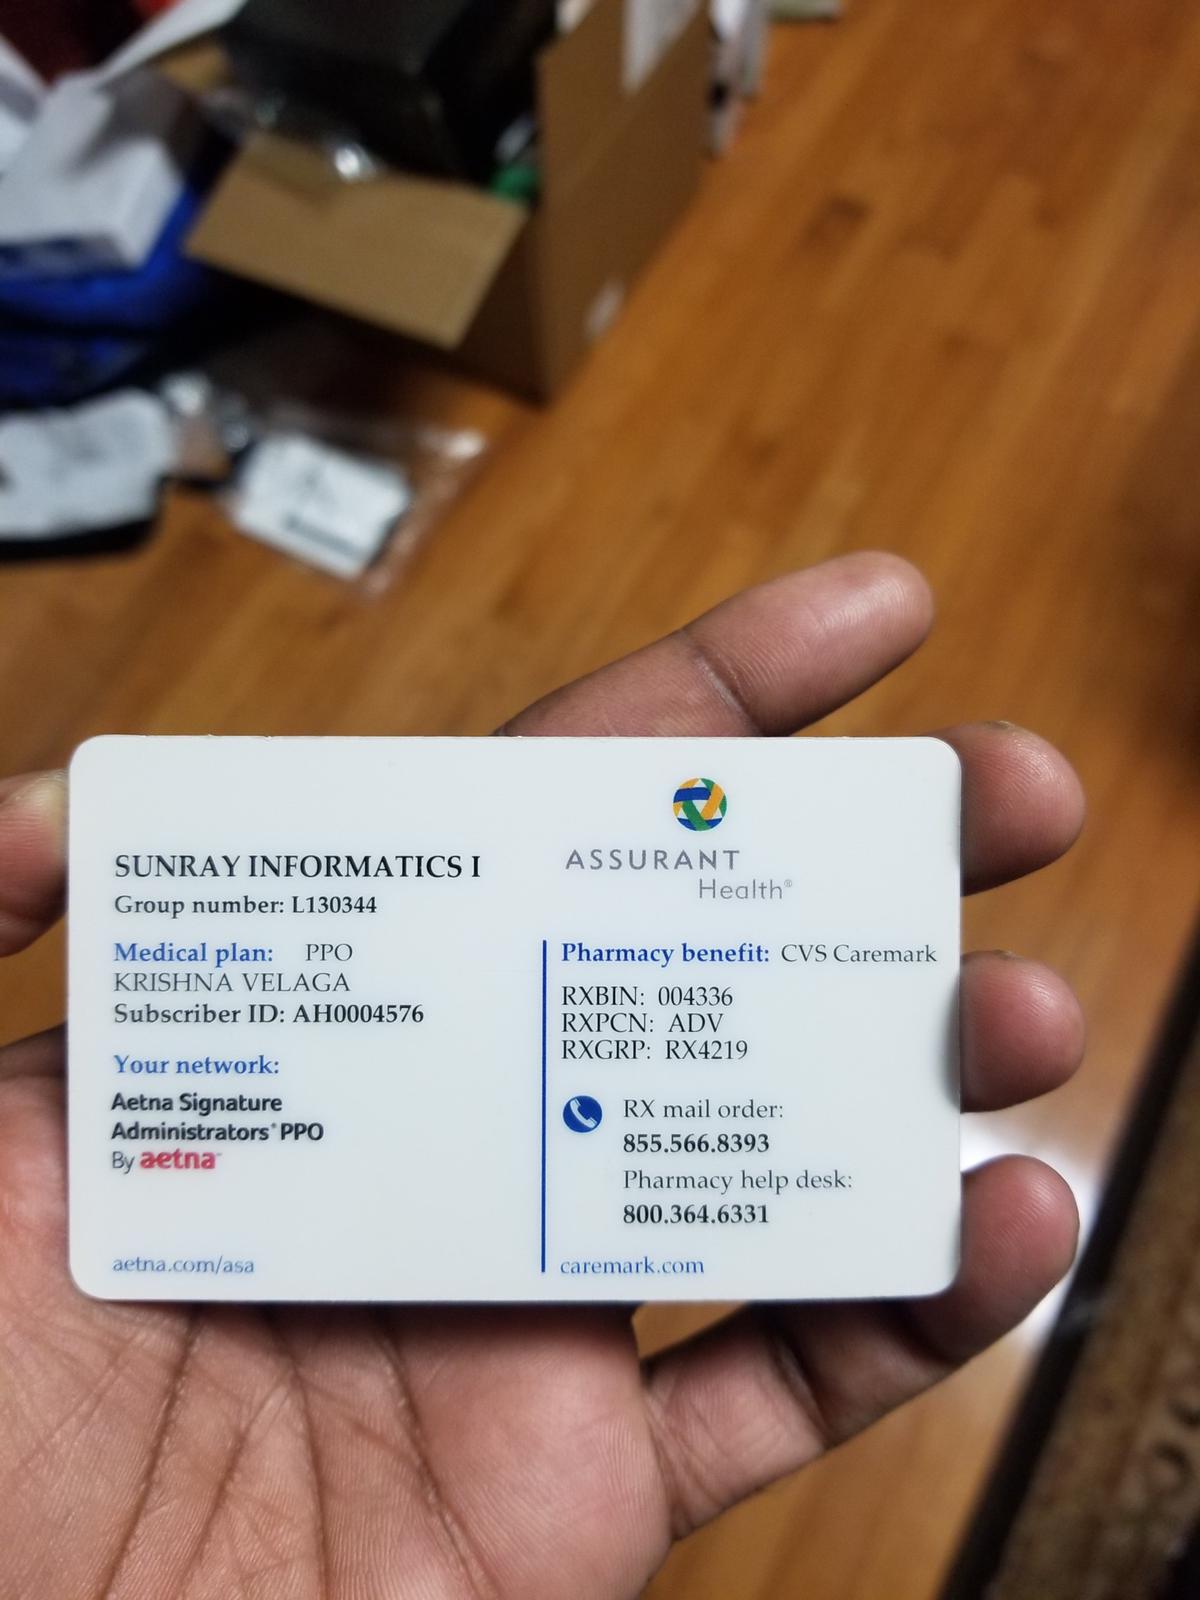 SUNRAY INFORMATICS I
Group number: L130344
Medical plan: PPO
KRISHNA VELAGA
Subscriber ID: AH0004576
Your network:
Aetna Signature
Administrators® PPO
By aetna™
aetna.com/asa
ASSURANT
Health®
Pharmacy benefit: CVS Caremark
RXBIN: 004336
RXPCN: ADV
RXGRP: RX4219
RX mail order:
855.566.8393
Pharmacy help desk:
800.364.6331
caremark.com